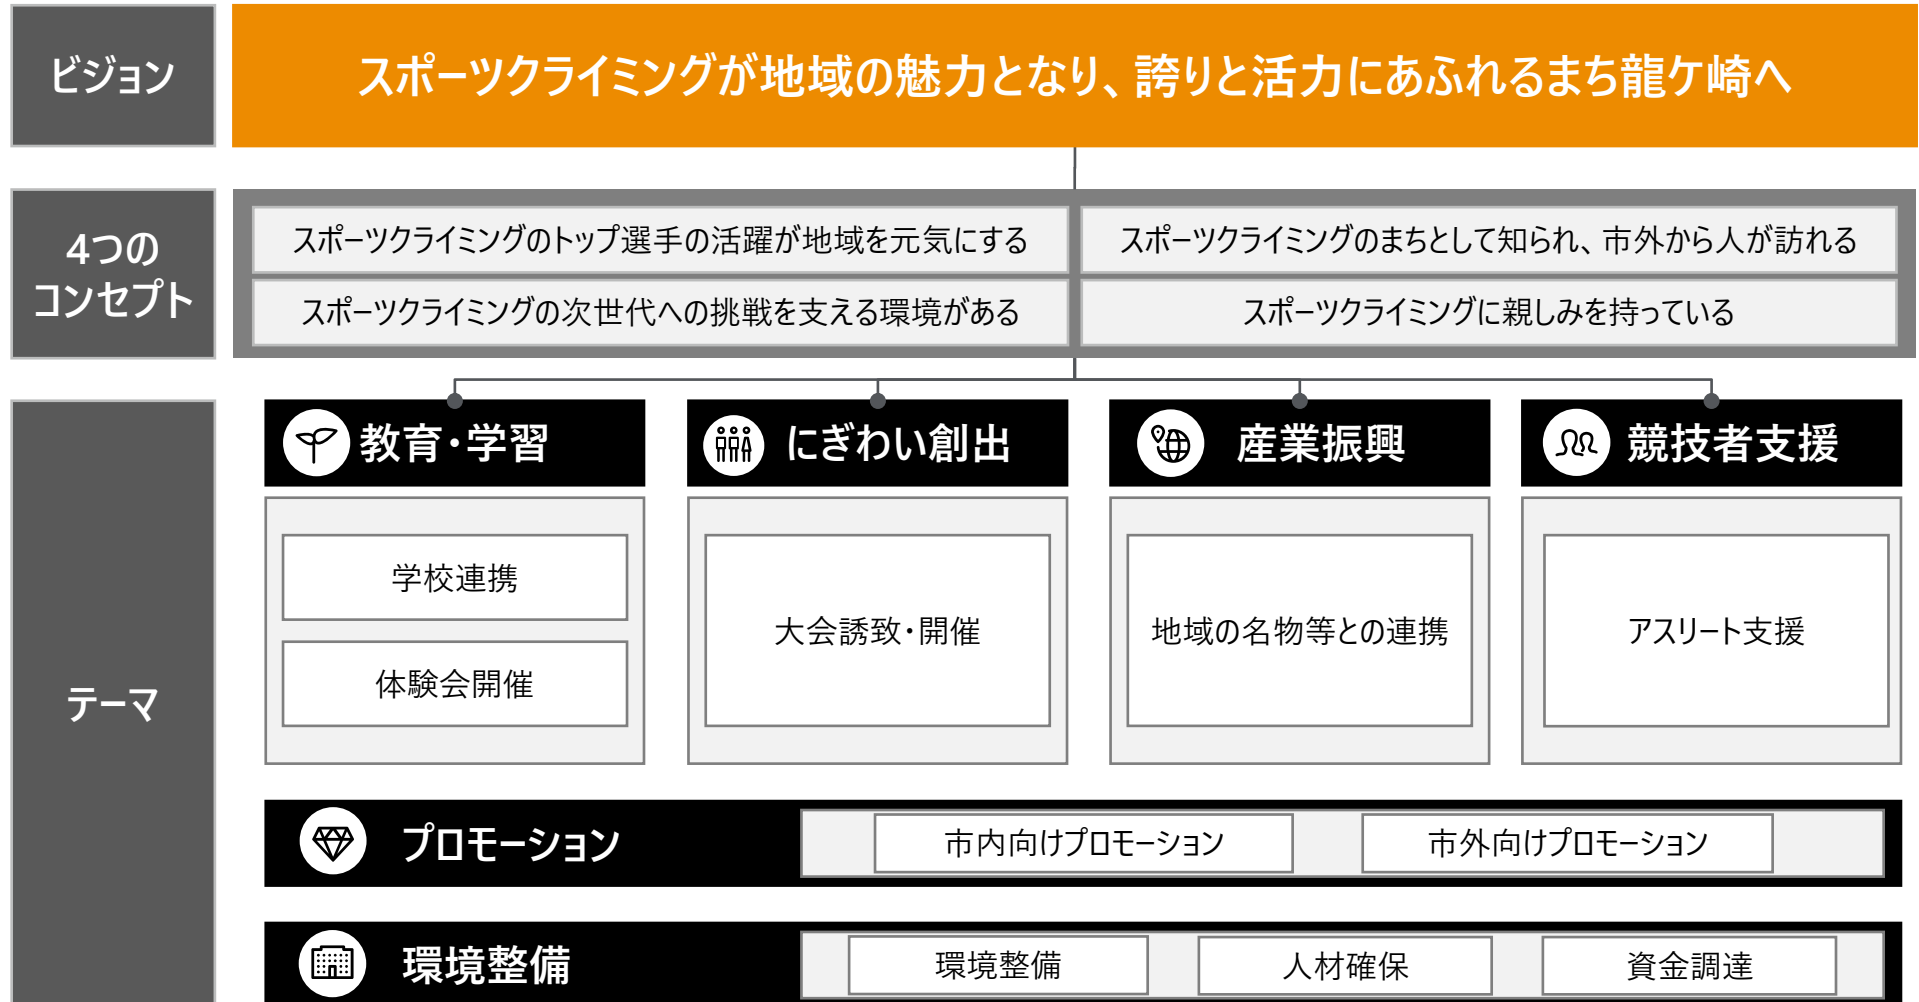 ビジョン
スポーツクライミングが地域の魅力となり、誇りと活力にあふれるまち龍ケ崎へ
4つの
コンセプト
スポーツクライミングのトップ選手の活躍が地域を元気にする
スポーツクライミングのまちとして知られ、市外から人が訪れる
スポーツクライミングの次世代への挑戦を支える環境がある
スポーツクライミングに親しみを持っている
テーマ
教育・学習
にぎわい創出
産業振興
競技者支援
学校連携
体験会開催
大会誘致・開催
地域の名物等との連携
アスリート支援
プロモーション
市内向けプロモーション
市外向けプロモーション
環境整備
環境整備
人材確保
資金調達